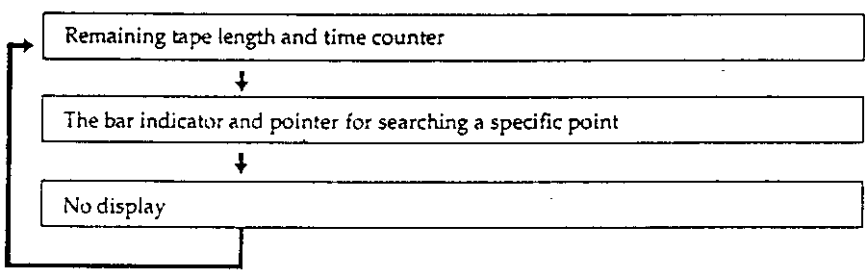 Remaining tape length and time counter
The bar indicator and pointer for searching a specific point
No display